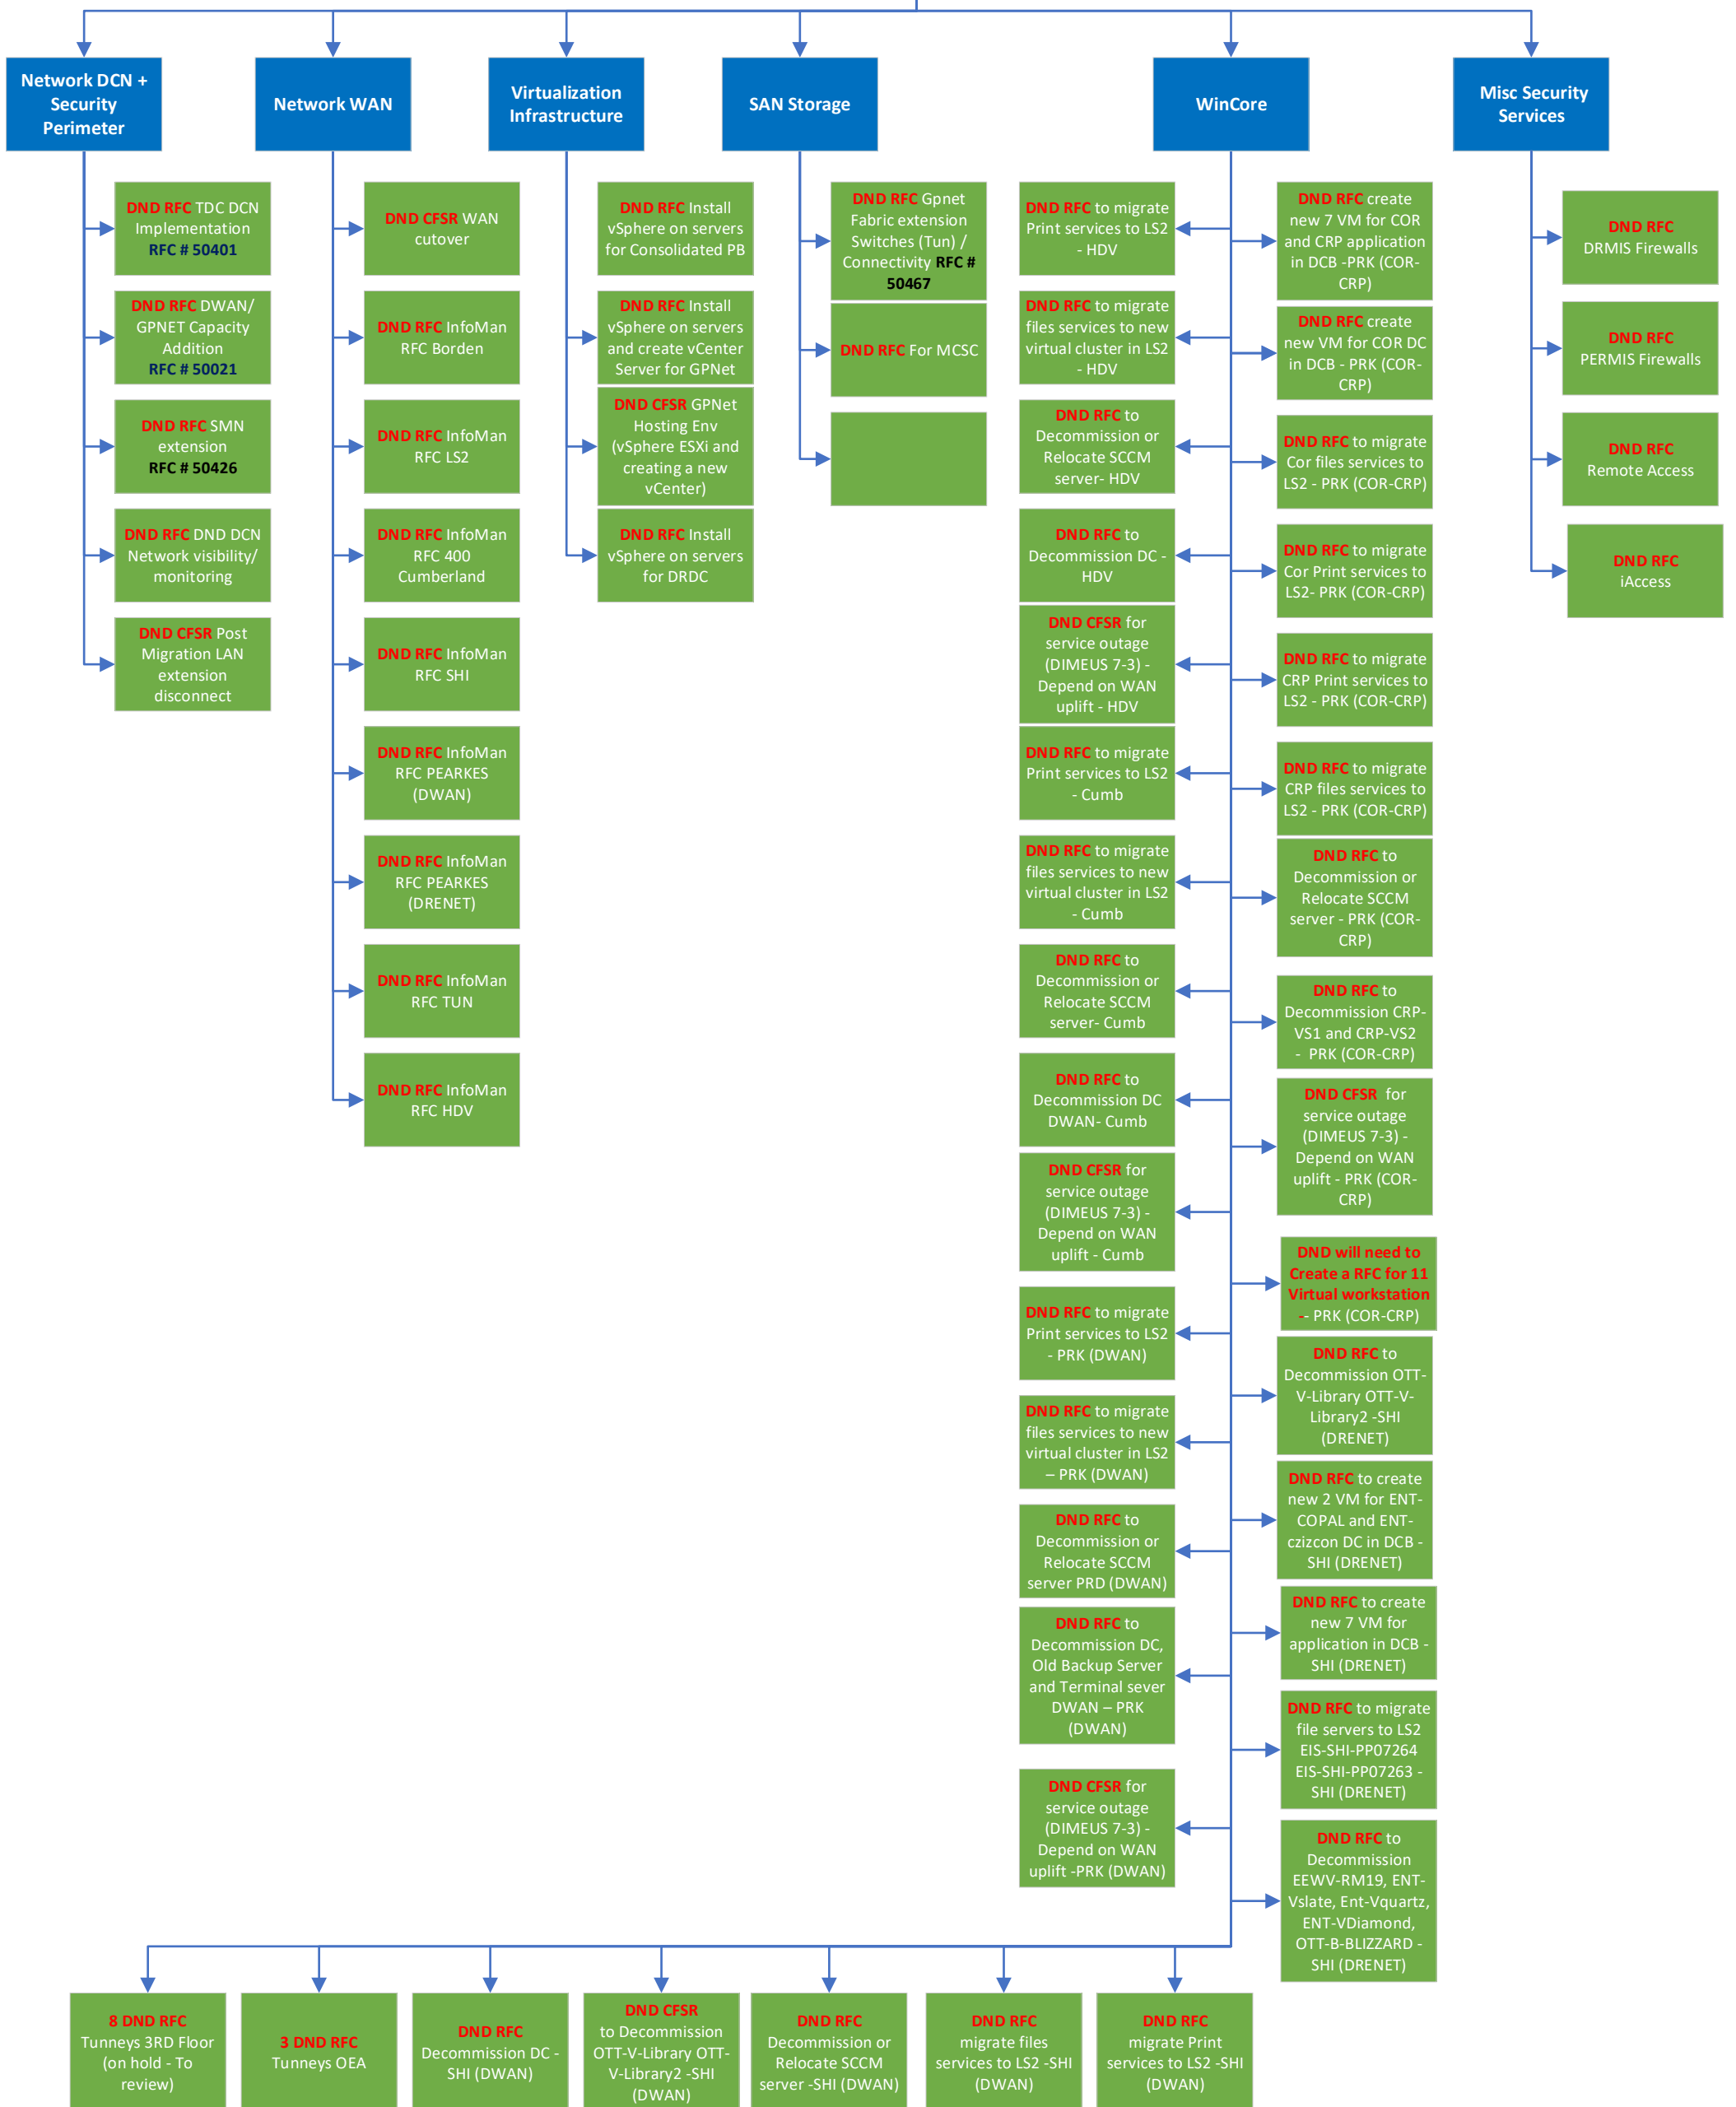 Network DCN +
Security
Perimeter
Network WAN
Virtualization
Infrastructure
SAN Storage
WinCore
Misc Security
Services
DND RFC TDC DCN
Implementation
RFC # 50401
DND RFC DWAN/
GPNET Capacity
Addition
RFC # 50021
DND RFC SMN
extension
RFC # 50426
DND RFC DND DCN
Network visibility/
monitoring
DND CFSR Post
Migration LAN
extension
disconnect
DND CFSR WAN
cutover
DND RFC InfoMan
RFC Borden
DND RFC InfoMan
RFC LS2
DND RFC InfoMan
RFC 400
Cumberland
DND RFC InfoMan
RFC SHI
DND RFC InfoMan
RFC PEARKES
(DWAN)
DND RFC InfoMan
RFC PEARKES
(DRENET)
DND RFC InfoMan
RFC TUN
DND RFC InfoMan
RFC HDV
DND RFC Install
vSphere on servers
for Consolidated PB
DND RFC Install
vSphere on servers
and create vCenter
Server for GPNet
DND CFSR GPNet
Hosting Env
(vSphere ESXi and
creating a new
vCenter)
DND RFC Install
vSphere on servers
for DRDC
DND RFC Gpnet
Fabric extension
Switches (Tun) /
Connectivity RFC #
50467
DND RFC For MCSC
DND RFC to migrate
Print services to LS2
- HDV
DND RFC to migrate
files services to new
virtual cluster in LS2
- HDV
DND RFC to
Decommission or
Relocate SCCM
server- HDV
DND RFC to
Decommission DC -
HDV
DND CFSR for
service outage
(DIMEUS 7-3) -
Depend on WAN
uplift - HDV
DND RFC to migrate
Print services to LS2
- Cumb
DND RFC to migrate
files services to new
virtual cluster in LS2
- Cumb
DND RFC to
Decommission or
Relocate SCCM
server- Cumb
DND RFC to
Decommission DC
DWAN- Cumb
DND CFSR for
service outage
(DIMEUS 7-3) -
Depend on WAN
uplift - Cumb
DND RFC to migrate
Print services to LS2
- PRK (DWAN)
DND RFC to migrate
files services to new
virtual cluster in LS2
– PRK (DWAN)
DND RFC to
Decommission or
Relocate SCCM
server PRD (DWAN)
DND RFC to
Decommission DC,
Old Backup Server
and Terminal sever
DWAN – PRK
(DWAN)
DND CFSR for
service outage
(DIMEUS 7-3) -
Depend on WAN
uplift -PRK (DWAN)
DND RFC create
new 7 VM for COR
and CRP application
in DCB -PRK (COR-
CRP)
DND RFC create
new VM for COR DC
in DCB - PRK (COR-
CRP)
DND RFC to migrate
Cor files services to
LS2 - PRK (COR-CRP)
DND RFC to migrate
Cor Print services to
LS2- PRK (COR-CRP)
DND RFC to migrate
CRP Print services to
LS2 - PRK (COR-CRP)
DND RFC to migrate
CRP files services to
LS2 - PRK (COR-CRP)
DND RFC to
Decommission or
Relocate SCCM
server - PRK (COR-
CRP)
DND RFC to
Decommission CRP-
VS1 and CRP-VS2
- PRK (COR-CRP)
DND CFSR for
service outage
(DIMEUS 7-3) -
Depend on WAN
uplift - PRK (COR-
CRP)
DND will need to
Create a RFC for 11
Virtual workstation
-- PRK (COR-CRP)
DND RFC to
Decommission OTT-
V-Library OTT-V-
Library2 -SHI
(DRENET)
DND RFC to create
new 2 VM for ENT-
COPAL and ENT-
czizcon DC in DCB -
SHI (DRENET)
DND RFC to create
new 7 VM for
application in DCB -
SHI (DRENET)
DND RFC to migrate
file servers to LS2
EIS-SHI-PP07264
EIS-SHI-PP07263 -
SHI (DRENET)
DND RFC to
Decommission
EEWV-RM19, ENT-
Vslate, Ent-Vquartz,
ENT-VDiamond,
OTT-B-BLIZZARD -
SHI (DRENET)
DND RFC
DRMIS Firewalls
DND RFC
PERMIS Firewalls
DND RFC
Remote Access
DND RFC
iAccess
8 DND RFC
Tunneys 3RD Floor
(on hold - To
review)
3 DND RFC
Tunneys OEA
DND RFC
Decommission DC -
SHI (DWAN)
DND CFSR
to Decommission
OTT-V-Library OTT-
V-Library2 -SHI
(DWAN)
DND RFC
Decommission or
Relocate SCCM
server -SHI (DWAN)
DND RFC
migrate files
services to LS2 -SHI
(DWAN)
DND RFC
migrate Print
services to LS2 -SHI
(DWAN)